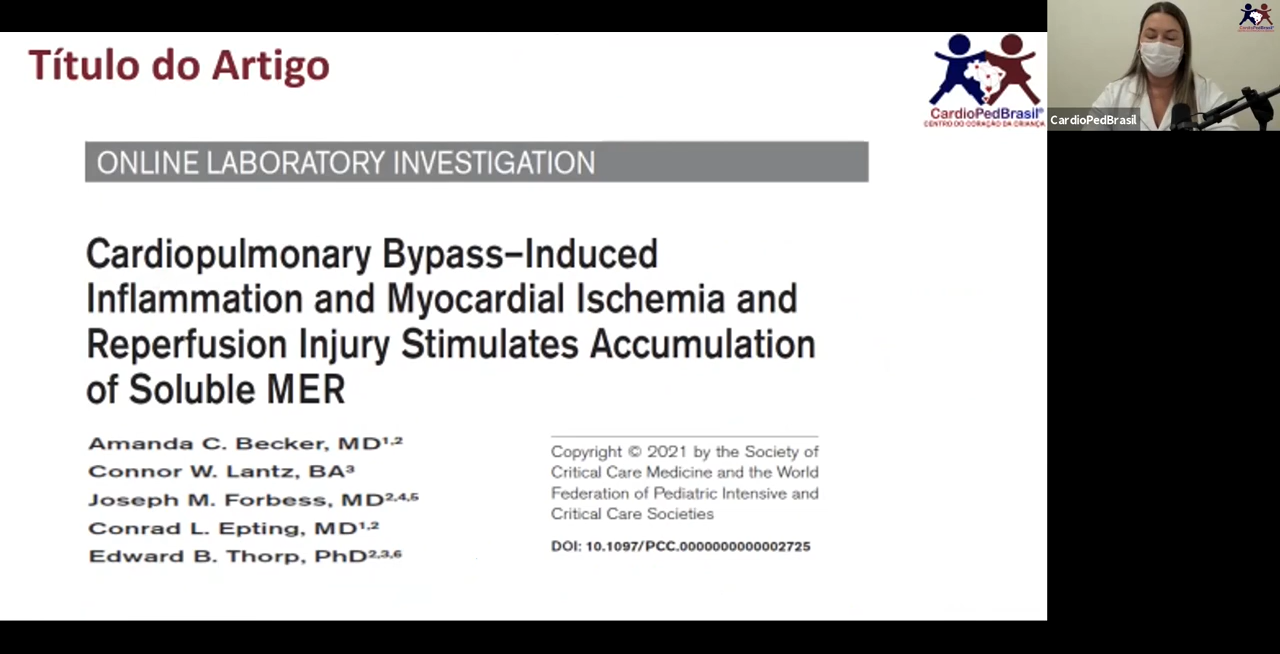 Título do Artigo
CardioPedBrasil®
CENTRO DO CORAÇÃO DA CRIANÇA
CardioPedBrasil
CardioPedBrasil
ONLINE LABORATORY INVESTIGATION
Cardiopulmonary Bypass–Induced
Inflammation and Myocardial Ischemia and
Reperfusion Injury Stimulates Accumulation
of Soluble MER
Amanda C. Becker, MD1,2
Connor W. Lantz, BA3
Joseph M. Forbess, MD2,4,5
Conrad L. Epting, MD1,2
Edward B. Thorp, PhD2,3,6
Copyright © 2021 by the Society of
Critical Care Medicine and the World
Federation of Pediatric Intensive and
Critical Care Societies
DOI: 10.1097/PCC.0000000000002725